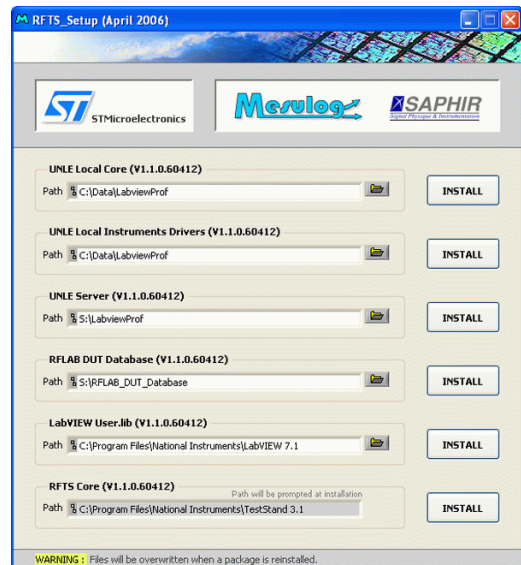 RFTS_Setup (April 2006)
ST
STMicroelectronics
Mesulog
SAPHIR
Signal Physique & Instrumentation
UNLE Local Core (V1.1.0.60412)
Path C:\Data\LabviewProf
INSTALL
UNLE Local Instruments Drivers (V1.1.0.60412)
Path C:\Data\LabviewProf
INSTALL
UNLE Server (V1.1.0.60412)
Path S:\LabviewProf
INSTALL
RFLAB DUT Database (V1.1.0.60412)
Path S:\RFLAB_DUT_Database
INSTALL
LabVIEW User.lib (V1.1.0.60412)
Path C:\Program Files\National Instruments\LabVIEW 7.1
INSTALL
RFTS Core (V1.1.0.60412)
Path will be prompted at installation
Path C:\Program Files\National Instruments\TestStand 3.1
INSTALL
WARNING : Files will be overwritten when a package is reinstalled.